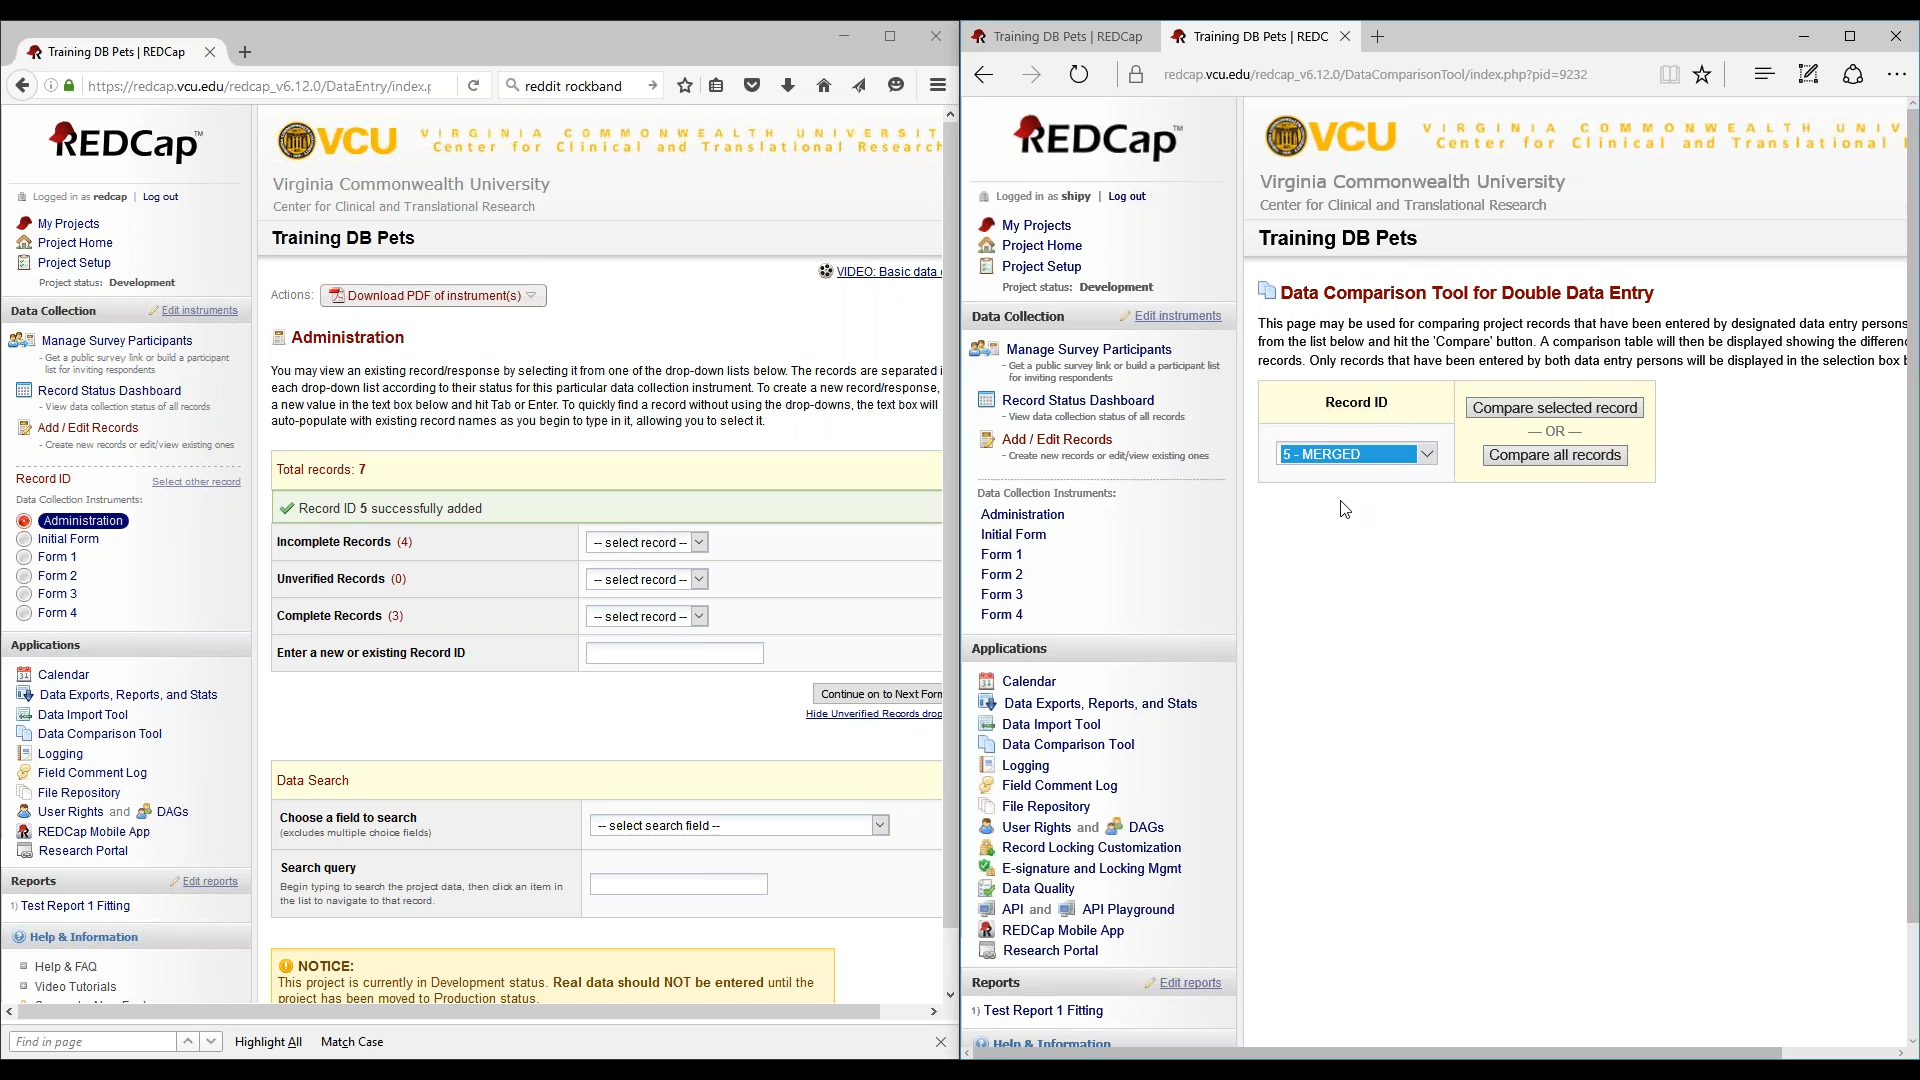 Training DB Pets | REDCap
https://redcap.vcu.edu/redcap_v6.12.0/DataEntry/index.
reddit rockband
REDCap
Logged in as redcap | Log out
My Projects
Project Home
Project Setup
Project status: Development
Data Collection
Edit instruments
Manage Survey Participants
- Get a public survey link or build a participant
list for inviting respondents
Record Status Dashboard
- View data collection status of all records
Add / Edit Records
- Create new records or edit/view existing ones
Record ID
Select other record
Data Collection Instruments:
Administration
Initial Form
Form 1
Form 2
Form 3
Form 4
Applications
Calendar
Data Exports, Reports, and Stats
Data Import Tool
Data Comparison Tool
Logging
Field Comment Log
File Repository
User Rights and DAGs
REDCap Mobile App
Research Portal
Reports
Edit reports
1) Test Report 1 Fitting
Help & Information
Help & FAQ
Video Tutorials
VCU
VIRGINIA COMMONWEALTH UNIVERSIT
Center for Clinical and Translational Research
Virginia Commonwealth University
Center for Clinical and Translational Research
Training DB Pets
VIDEO: Basic data
Actions:
Download PDF of instrument(s)
Administration
You may view an existing record/response by selecting it from one of the drop-down lists below. The records are separated i
each drop-down list according to their status for this particular data collection instrument. To create a new record/response,
a new value in the text box below and hit Tab or Enter. To quickly find a record without using the drop-downs, the text box will
auto-populate with existing record names as you begin to type in it, allowing you to select it.
Total records: 7
Record ID 5 successfully added
Incomplete Records (4)
-- select record --
Unverified Records (0)
-- select record --
Complete Records (3)
-- select record --
Enter a new or existing Record ID
Continue on to Next Form
Hide Unverified Records drop
Data Search
Choose a field to search
(excludes multiple choice fields)
-- select search field --
Search query
Begin typing to search the project data, then click an item in
the list to navigate to that record.
NOTICE:
This project is currently in Development status. Real data should NOT be entered until the
project has been moved to Production status.
Find in page
Highlight All
Match Case
Training DB Pets | REDCap
Training DB Pets | REDC
redcap.vcu.edu/redcap_v6.12.0/DataComparisonTool/index.php?pid=9232
REDCap
Logged in as shipy | Log out
My Projects
Project Home
Project Setup
Project status: Development
Data Collection
Edit instruments
Manage Survey Participants
- Get a public survey link or build a participant list
for inviting respondents
Record Status Dashboard
- View data collection status of all records
Add / Edit Records
- Create new records or edit/view existing ones
Data Collection Instruments:
Administration
Initial Form
Form 1
Form 2
Form 3
Form 4
Applications
Calendar
Data Exports, Reports, and Stats
Data Import Tool
Data Comparison Tool
Logging
Field Comment Log
File Repository
User Rights and DAGs
Record Locking Customization
E-signature and Locking Mgmt
Data Quality
API and API Playground
REDCap Mobile App
Research Portal
Reports
Edit reports
1) Test Report 1 Fitting
Help & Information
VCU
VIRGINIA COMMONWEALTH UNIV
Center for Clinical and Translational
Virginia Commonwealth University
Center for Clinical and Translational Research
Training DB Pets
Data Comparison Tool for Double Data Entry
This page may be used for comparing project records that have been entered by designated data entry persons
from the list below and hit the 'Compare' button. A comparison table will then be displayed showing the differen
records. Only records that have been entered by both data entry persons will be displayed in the selection box b
Record ID
5 - MERGED
Compare selected record
— OR —
Compare all records